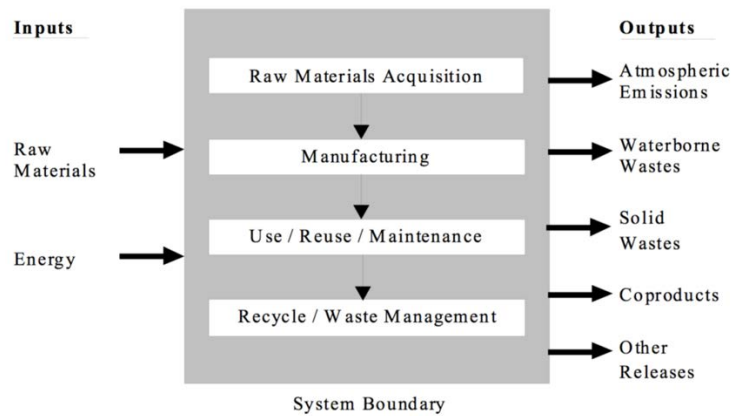 Inputs
Raw
Materials
Energy
Raw Materials Acquisition
Manufacturing
Use / Reuse / Maintenance
Recycle / Waste Management
System Boundary
Outputs
Atmospheric
Emissions
Waterborne
Wastes
Solid
Wastes
Coproducts
Other
Releases